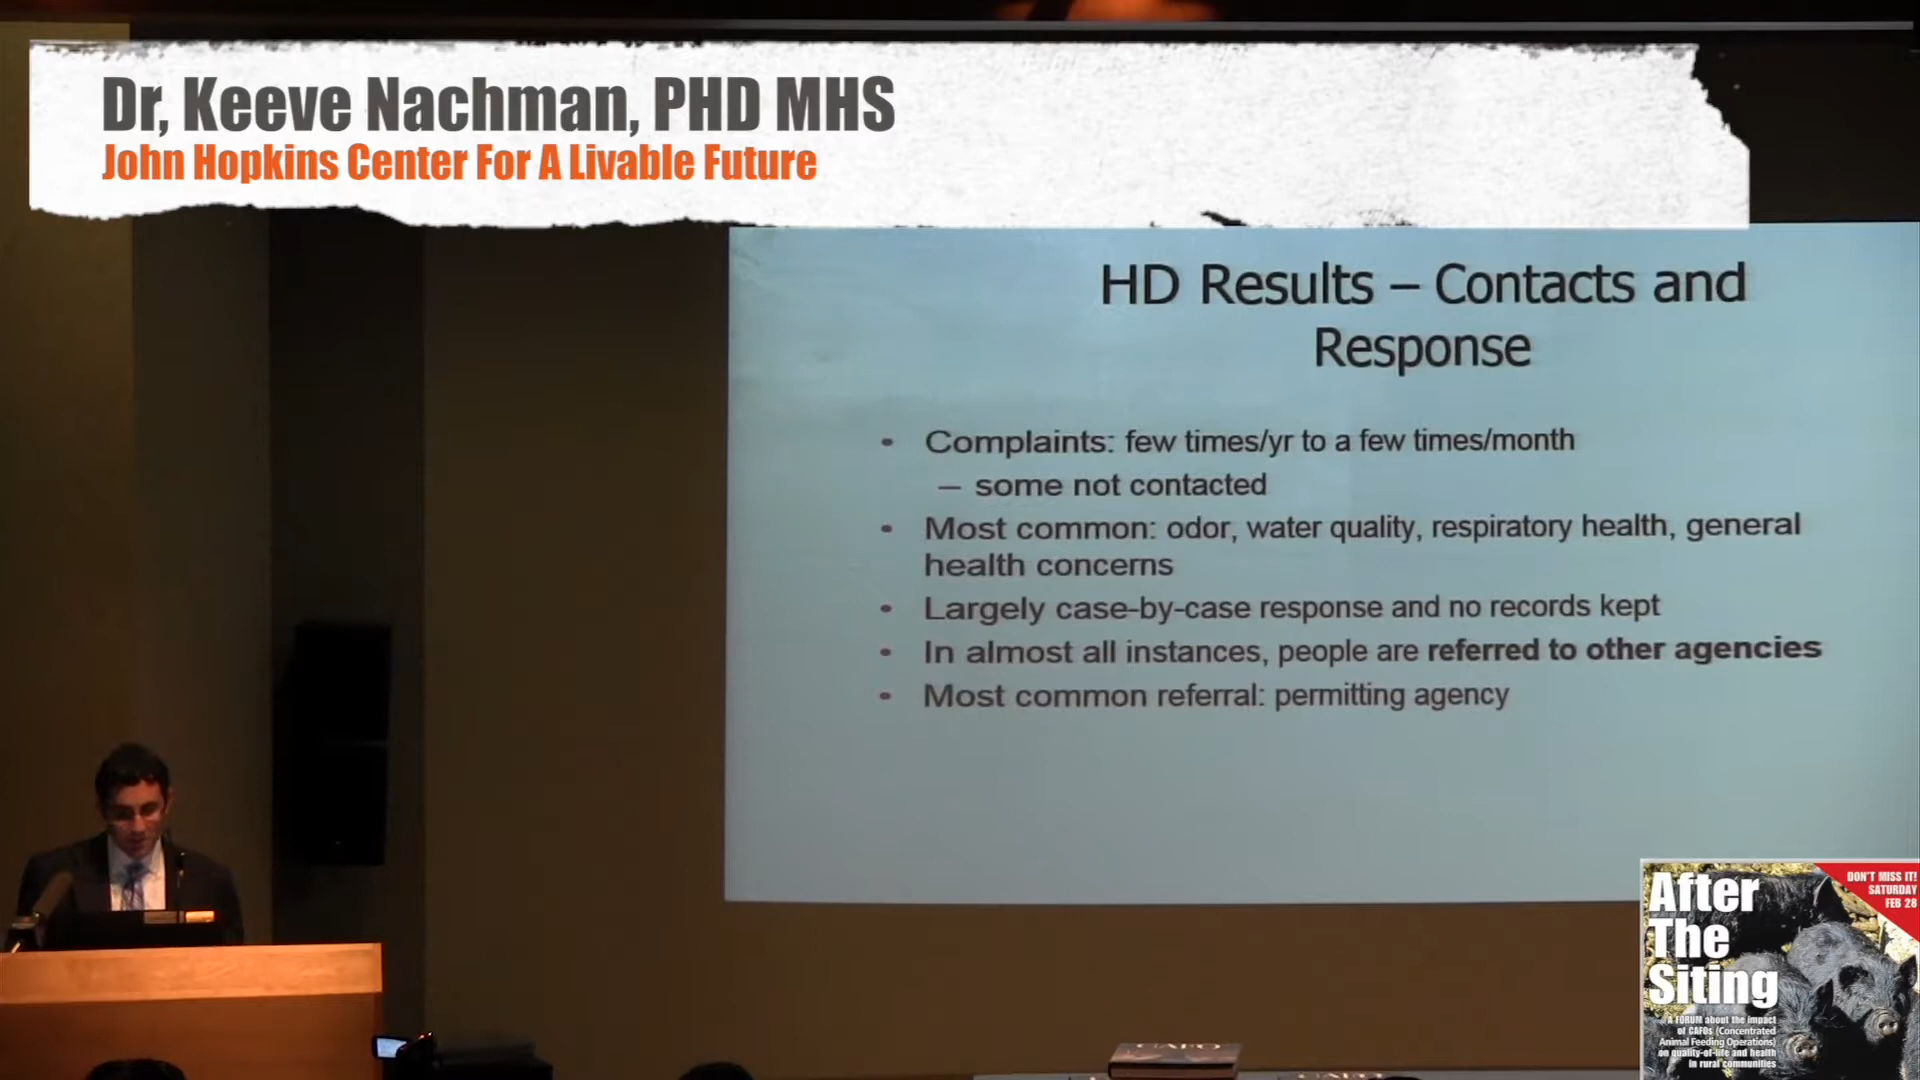 Dr, Keeve Nachman, PHD MHS
John Hopkins Center For A Livable Future
HD Results – Contacts and
Response
• Complaints: few times/yr to a few times/month
– some not contacted
• Most common: odor, water quality, respiratory health, general
health concerns
• Largely case-by-case response and no records kept
• In almost all instances, people are referred to other agencies
• Most common referral: permitting agency
After
The
Siting
DON'T MISS IT!
SATURDAY
FEB 28
A FORUM about the impact
of CAFOs (Concentrated
Animal Feeding Operations)
on quality-of-life and health
in rural communities
CAFO